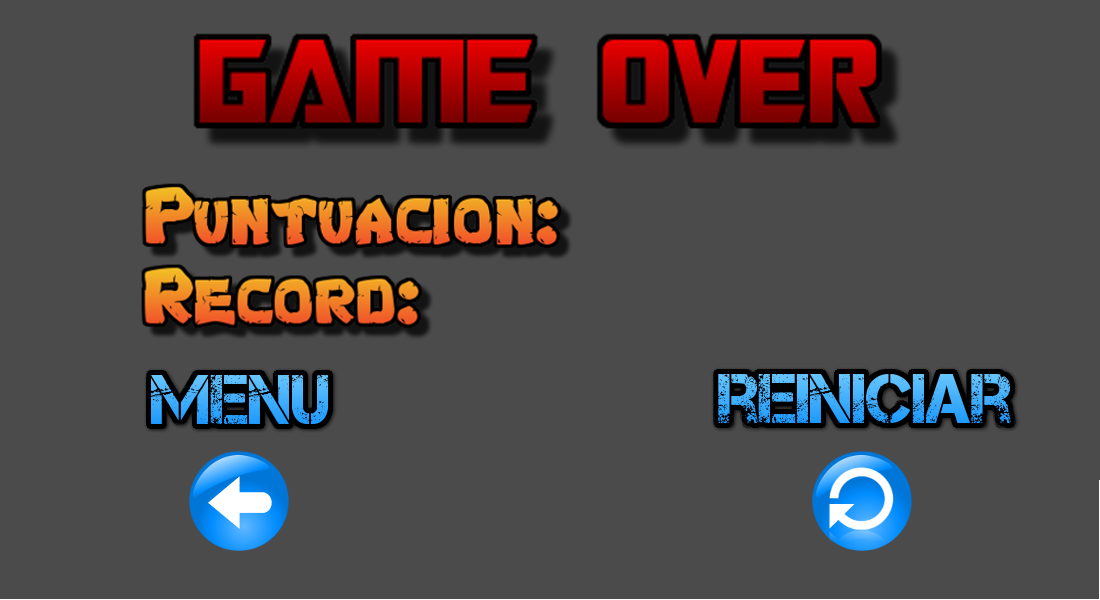 GAME OVER
PUNTUACION:
RECORD:
MENU
REINICIAR